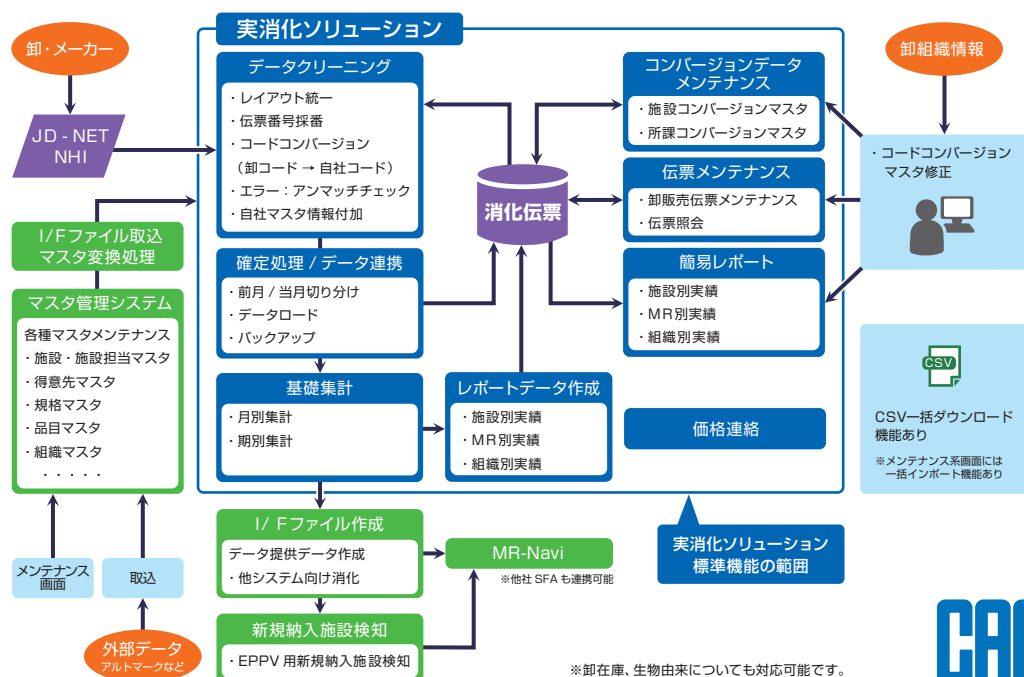 実消化ソリューション
卸・メーカー
JD - NET
NHI
I/Fファイル取込
マスタ変換処理
マスタ管理システム
各種マスタメンテナンス
・施設・施設担当マスタ
・得意先マスタ
・規格マスタ
・品目マスタ
・組織マスタ
・・・・・
メンテナンス
画面
取込
外部データ
アルトマークなど
データクリーニング
・レイアウト統一
・伝票番号採番
・コードコンバージョン
（卸コード → 自社コード）
・エラー：アンマッチチェック
・自社マスタ情報付加
確定処理 / データ連携
・前月 / 当月切り分け
・データロード
・バックアップ
基礎集計
・月別集計
・期別集計
レポートデータ作成
・施設別実績
・MR別実績
・組織別実績
消化伝票
コンバージョンデータ
メンテナンス
・施設コンバージョンマスタ
・所課コンバージョンマスタ
伝票メンテナンス
・卸販売伝票メンテナンス
・伝票照会
簡易レポート
・施設別実績
・MR別実績
・組織別実績
価格連絡
卸組織情報
・コードコンバージョン
マスタ修正
CSV
CSV一括ダウンロード
機能あり
※メンテナンス系画面には
一括インポート機能あり
実消化ソリューション
標準機能の範囲
I/ Fファイル作成
データ提供データ作成
・他システム向け消化
MR-Navi
※他社 SFA も連携可能
新規納入施設検知
・EPPV 用新規納入施設検知
※卸在庫、生物由来についても対応可能です。